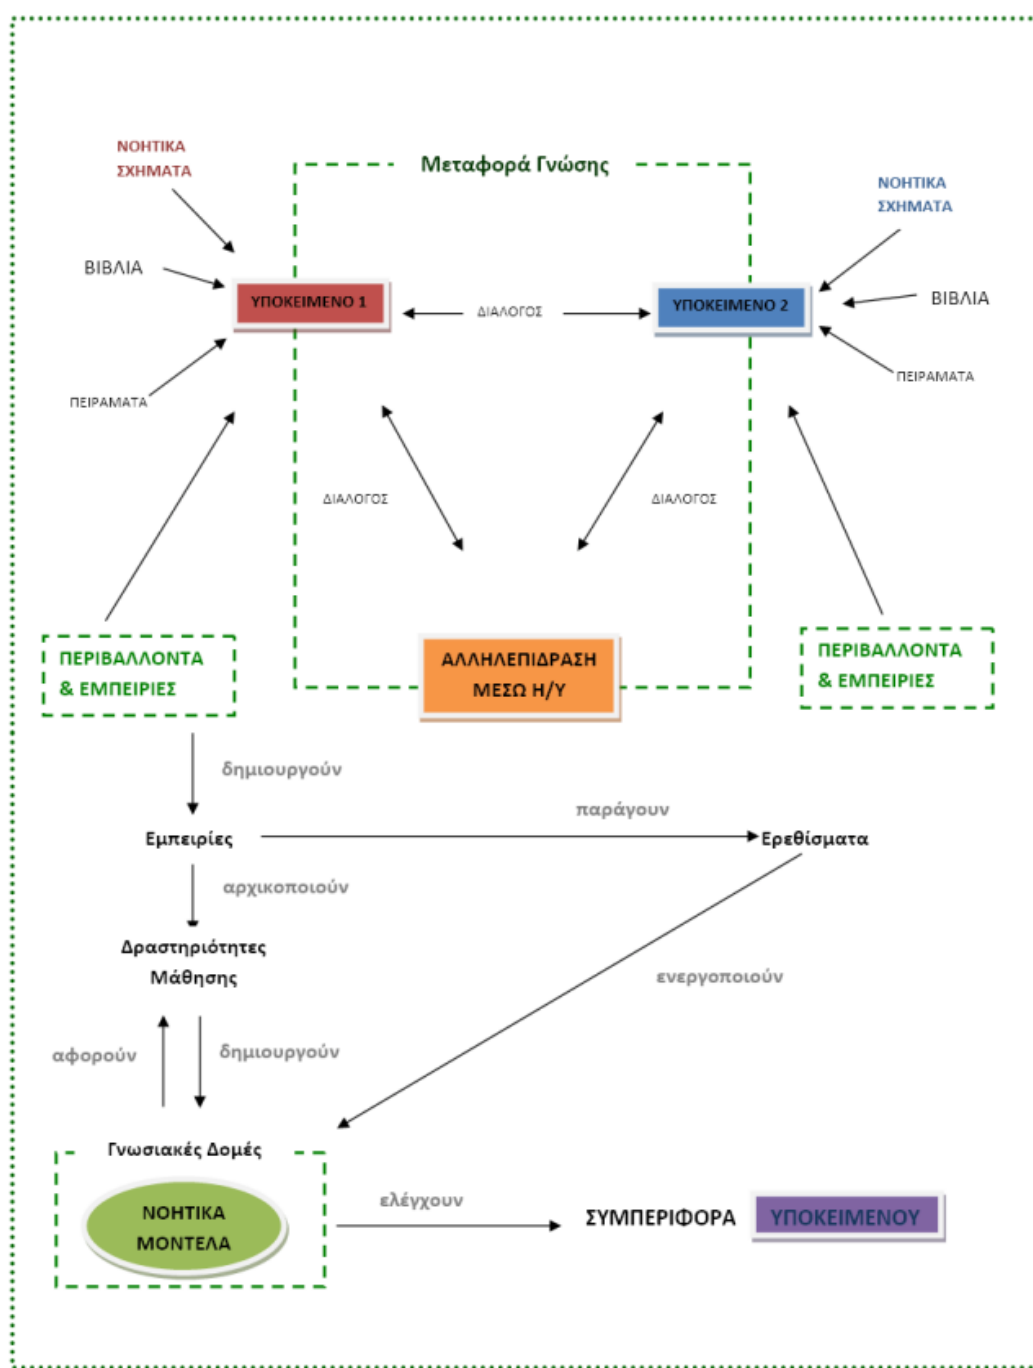 ΝΟΗΤΙΚΑ
ΣΧΗΜΑΤΑ
Μεταφορά Γνώσης
ΝΟΗΤΙΚΑ
ΣΧΗΜΑΤΑ
ΒΙΒΛΙΑ
ΥΠΟΚΕΙΜΕΝΟ 1
ΔΙΑΛΟΓΟΣ
ΥΠΟΚΕΙΜΕΝΟ 2
ΒΙΒΛΙΑ
ΠΕΙΡΑΜΑΤΑ
ΠΕΙΡΑΜΑΤΑ
ΔΙΑΛΟΓΟΣ
ΔΙΑΛΟΓΟΣ
ΠΕΡΙΒΑΛΛΟΝΤΑ
& ΕΜΠΕΙΡΙΕΣ
ΑΛΛΗΛΕΠΙΔΡΑΣΗ
ΜΕΣΩ Η/Υ
ΠΕΡΙΒΑΛΛΟΝΤΑ
& ΕΜΠΕΙΡΙΕΣ
δημιουργούν
παράγουν
Εμπειρίες
Ερεθίσματα
αρχικοποιούν
Δραστηριότητες
Μάθησης
ενεργοποιούν
αφορούν
δημιουργούν
Γνωσιακές Δομές
ΝΟΗΤΙΚΑ
ΜΟΝΤΕΛΑ
ελέγχουν
ΣΥΜΠΕΡΙΦΟΡΑ
ΥΠΟΚΕΙΜΕΝΟΥ